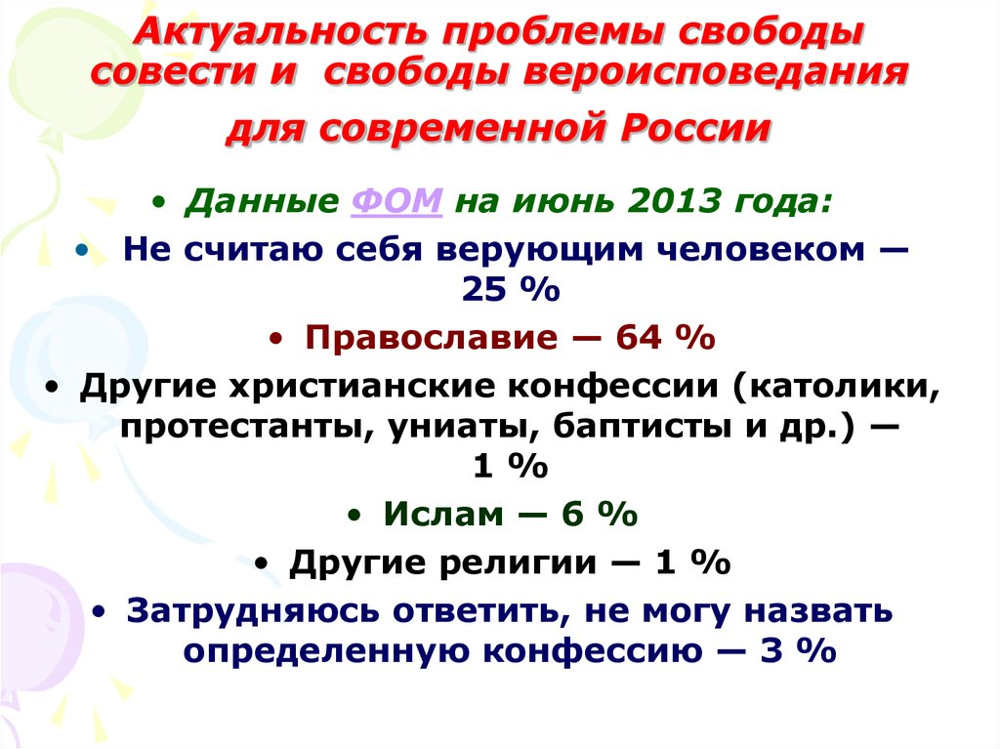 Актуальность проблемы свободы
совести и свободы вероисповедания
для современной России
• Данные ФОМ на июнь 2013 года:
• Не считаю себя верующим человеком —
25 %
• Православие — 64 %
• Другие христианские конфессии (католики,
протестанты, униаты, баптисты и др.) —
1 %
• Ислам — 6 %
• Другие религии — 1 %
• Затрудняюсь ответить, не могу назвать
определенную конфессию — 3 %